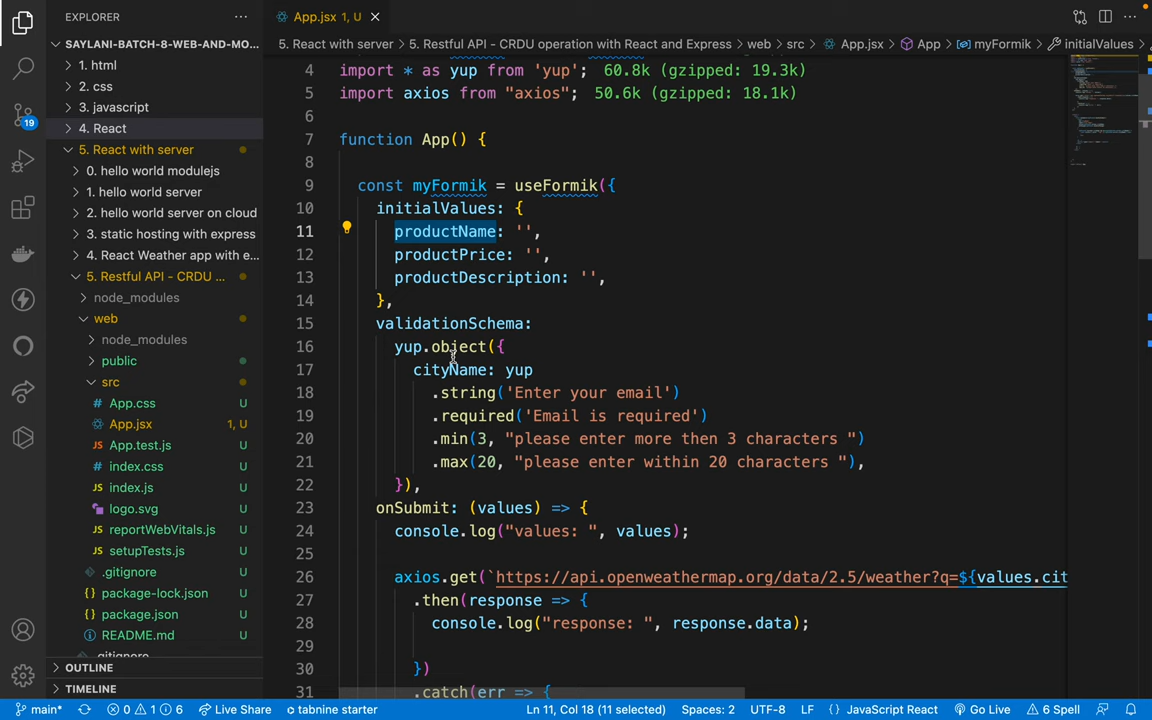 EXPLORER
App.jsx 1, U
SAYLANI-BATCH-8-WEB-AND-MO...
5. React with server > 5. Restful API - CRDU operation with React and Express > web > src > App.jsx > App > myFormik > initialValues >
1. html
2. css
3. javascript
4. React
5. React with server
0. hello world modulejs
1. hello world server
2. hello world server on cloud
3. static hosting with express
4. React Weather app with e...
5. Restful API - CRDU ...
node_modules
web
node_modules
public
src
# App.css U
App.jsx 1, U
JS App.test.js U
# index.css U
JS index.js U
logo.svg U
JS reportWebVitals.js U
JS setupTests.js U
.gitignore U
{} package-lock.json U
{} package.json U
README.md U
.gitignore
OUTLINE
TIMELINE
19
4 import * as yup from 'yup'; 60.8k (gzipped: 19.3k)
5 import axios from "axios"; 50.6k (gzipped: 18.1k)
6
7 function App() {
8
9 const myFormik = useFormik({
10 initialValues: {
11 productName: '',
12 productPrice: '',
13 productDescription: '',
14 },
15 validationSchema:
16 yup.object({
17 cityName: yup
18 .string('Enter your email')
19 .required('Email is required')
20 .min(3, "please enter more then 3 characters ")
21 .max(20, "please enter within 20 characters "),
22 }),
23 onSubmit: (values) => {
24 console.log("values: ", values);
25
26 axios.get(`https://api.openweathermap.org/data/2.5/weather?q=${values.cit
27 .then(response => {
28 console.log("response: ", response.data);
29
30 })
31 .catch(err => {
main* 0 1 6 Live Share tabnine starter Ln 11, Col 18 (11 selected) Spaces: 2 UTF-8 LF {} JavaScript React Go Live 6 Spell